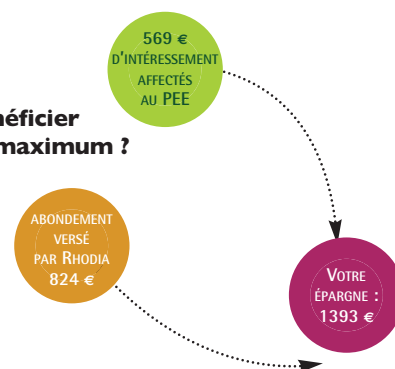 569 €
D'INTÉRESSEMENT
AFFECTÉS
AU PEE
néficier
maximum ?
ABONDEMENT
VERSÉ
PAR RHODIA
824 €
VOTRE
ÉPARGNE :
1393 €